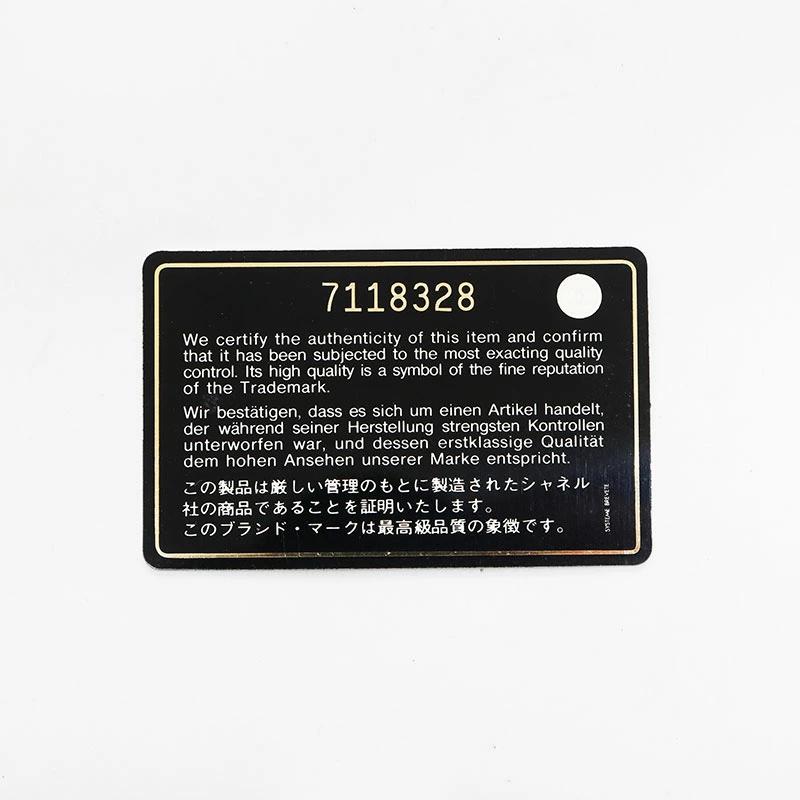 7118328
We certify the authenticity of this item and confirm
that it has been subjected to the most exacting quality
control. Its high quality is a symbol of the fine reputation
of the Trademark.
Wir bestätigen, dass es sich um einen Artikel handelt,
der während seiner Herstellung strengsten Kontrollen
unterworfen war, und dessen erstklassige Qualität
dem hohen Ansehen unserer Marke entspricht.
この製品は厳しい管理のもとに製造されたシャネル
社の商品であることを証明いたします。
このブランド・マークは最高級品質の象徴です。
SYSTEME BREVETE